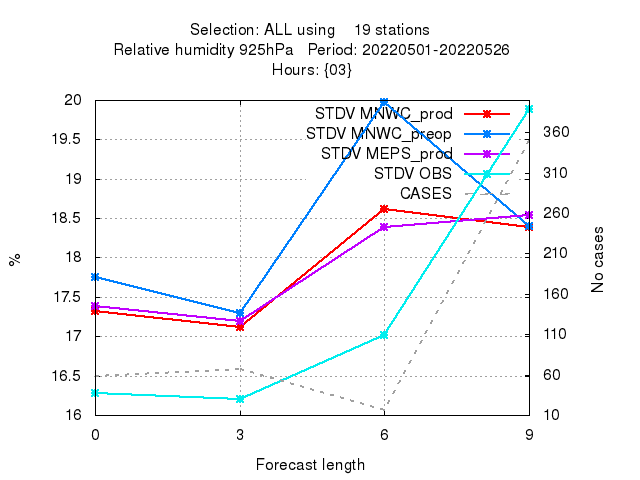 Selection: ALL using    19 stations
Relative humidity 925hPa   Period: 20220501-20220526
Hours: {03}
STDV MNWC_prod
STDV MNWC_preop
STDV MEPS_prod
STDV OBS
CASES
%
20
19.5
19
18.5
18
17.5
17
16.5
16
360
310
260
210
160
110
60
10
No cases
0 3 6 9
Forecast length